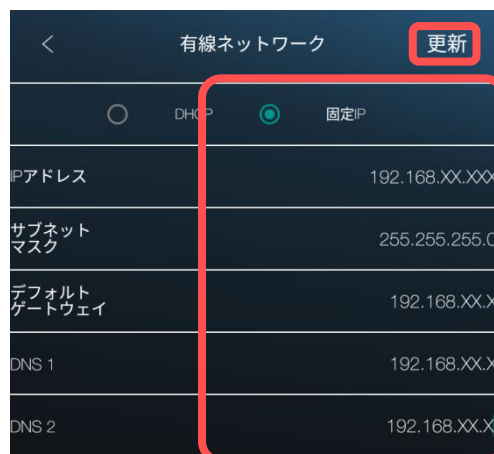 < 有線ネットワーク 更新
DHCP 固定IP
IPアドレス 192.168.XX.XXX
サブネット
マスク 255.255.255.0
デフォルト
ゲートウェイ 192.168.XX.X
DNS 1 192.168.XX.X
DNS 2 192.168.XX.X